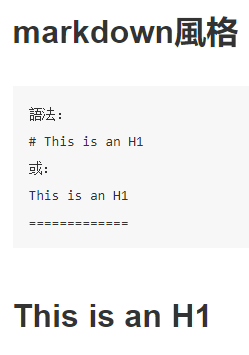 markdown風格
語法：
# This is an H1
或：
This is an H1
=============
This is an H1